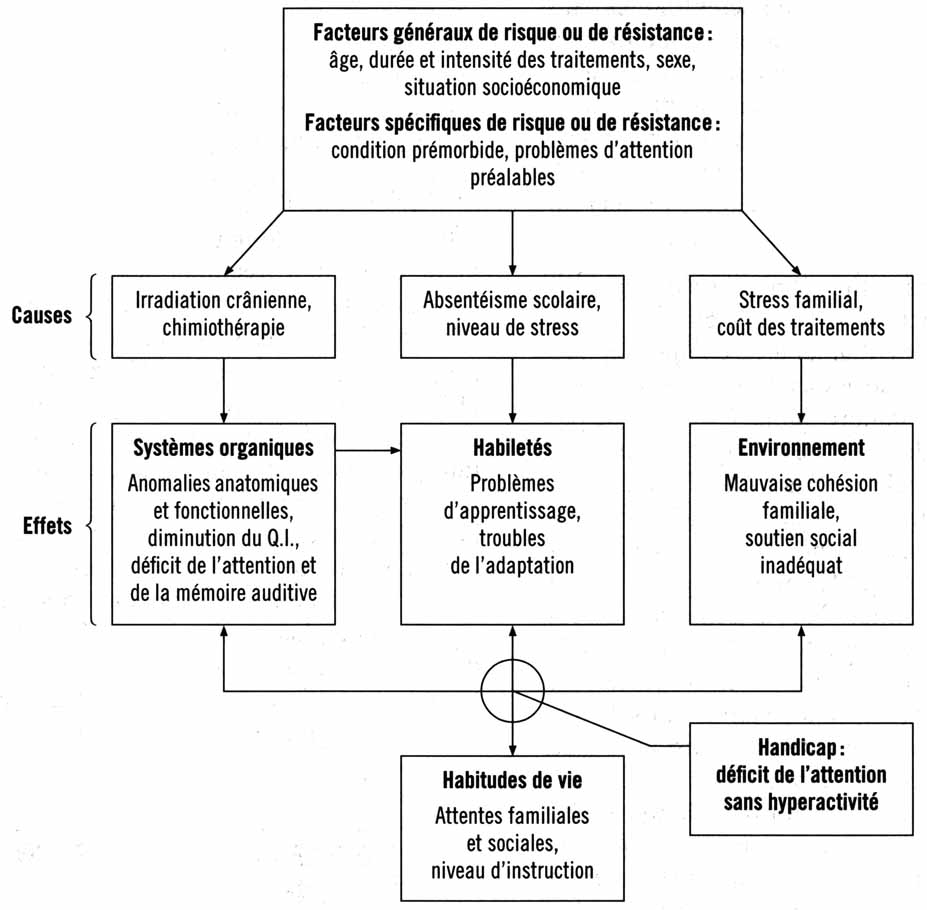 Facteurs généraux de risque ou de résistance :
âge, durée et intensité des traitements, sexe,
situation socioéconomique
Facteurs spécifiques de risque ou de résistance :
condition prémorbide, problèmes d'attention
préalables
Causes
Irradiation crânienne,
chimiothérapie
Absentéisme scolaire,
niveau de stress
Stress familial,
coût des traitements
Effets
Systèmes organiques
Anomalies anatomiques
et fonctionnelles,
diminution du Q.I.,
déficit de l'attention et
de la mémoire auditive
Habiletés
Problèmes
d'apprentissage,
troubles
de l'adaptation
Environnement
Mauvaise cohésion
familiale,
soutien social
inadéquat
Handicap :
déficit de l'attention
sans hyperactivité
Habitudes de vie
Attentes familiales
et sociales,
niveau d'instruction